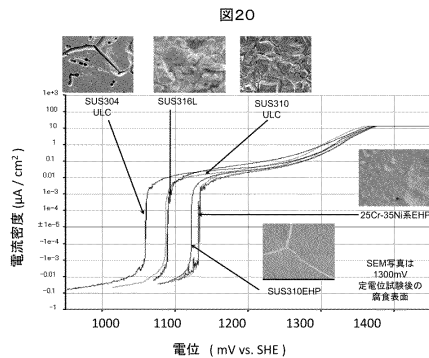 図20
SUS304
ULC
SUS316L
SUS310
ULC
1e+3
100
10
1
0.1
0.01
1e-3
1e-4
±1e-5
-1e-4
-1e-3
-0.01
-0.1
-1
電流密度(μA / cm²)
25Cr-35Ni系EHP
SUS310EHP
SEM写真は
1300mV
定電位試験後の
腐食表面
1000
1100
1200
1300
1400
電位 ( mV vs. SHE )